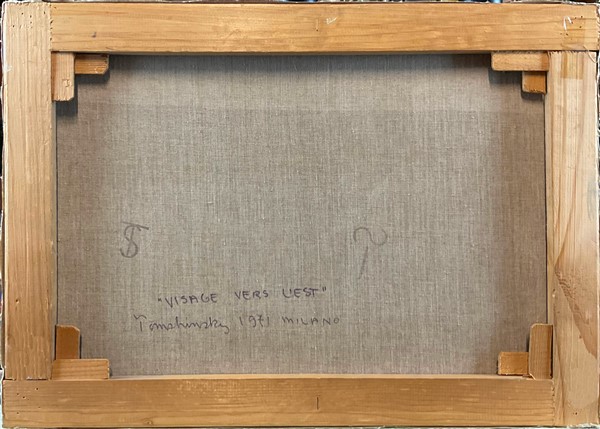 "VISAGE VERS L'EST"
1971 MILANO